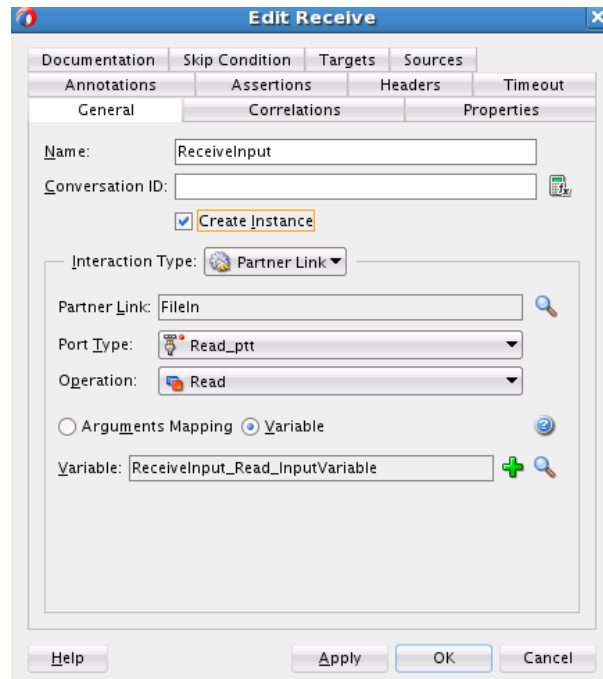 Edit Receive
Documentation Skip Condition Targets Sources
Annotations Assertions Headers Timeout
General Correlations Properties
Name: ReceiveInput
Conversation ID:
Create Instance
Interaction Type: Partner Link
Partner Link: FileIn
Port Type: Read_ptt
Operation: Read
Arguments Mapping Variable
Variable: ReceiveInput_Read_InputVariable
Help Apply OK Cancel